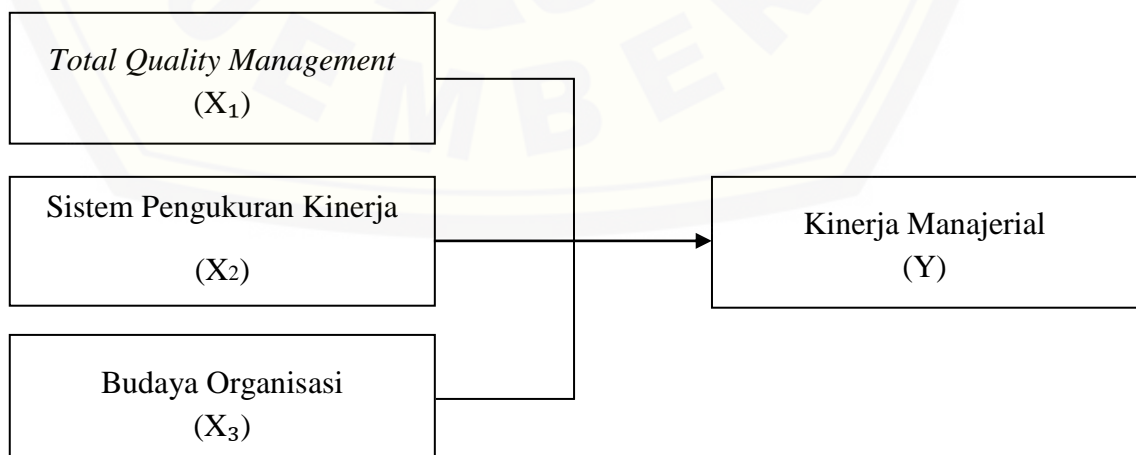 Total Quality Management
(X₁)
Sistem Pengukuran Kinerja
(X2)
Kinerja Manajerial
(Y)
Budaya Organisasi
(X₃)